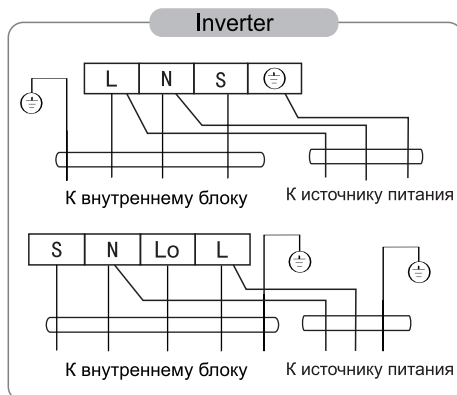 Inverter
L N S
К внутреннему блоку К источнику питания
S N Lo L
К внутреннему блоку К источнику питания